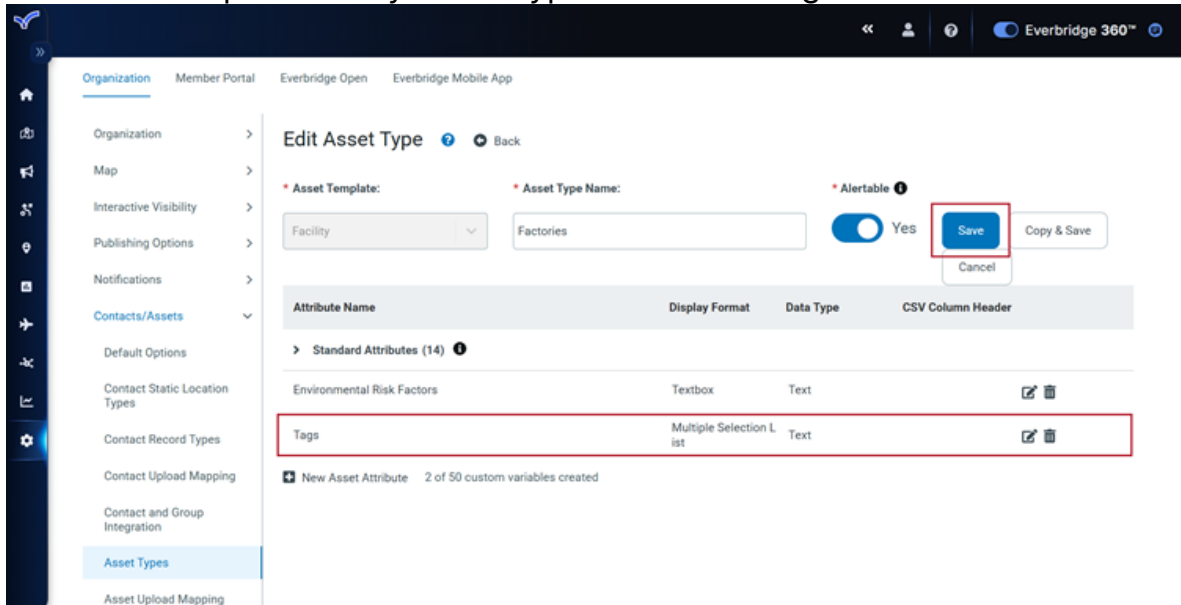 Everbridge 360™
Organization Member Portal Everbridge Open Everbridge Mobile App
Organization
Map
Interactive Visibility
Publishing Options
Notifications
Contacts/Assets
Default Options
Contact Static Location
Types
Contact Record Types
Contact Upload Mapping
Contact and Group
Integration
Asset Types
Asset Upload Mapping
Edit Asset Type Back
* Asset Template: * Asset Type Name: * Alertable
Facility Factories Yes Save Copy & Save
Cancel
Attribute Name Display Format Data Type CSV Column Header
Standard Attributes (14)
Environmental Risk Factors Textbox Text
Tags Multiple Selection L
ist Text
New Asset Attribute 2 of 50 custom variables created